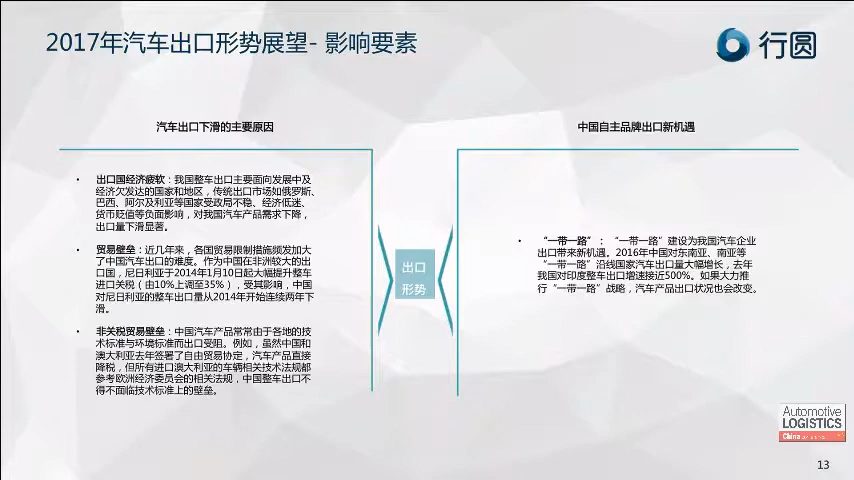 2017年汽车出口形势展望- 影响要素
行圆
汽车出口下滑的主要原因
• 出口国经济疲软：我国整车出口主要面向发展中及
经济欠发达的国家和地区，传统出口市场如俄罗斯、
巴西、阿尔及利亚等国家受政局不稳、经济低迷、
货币贬值等负面影响，对我国汽车产品需求下降，
出口量下滑显著。
• 贸易壁垒：近几年来，各国贸易限制措施频发加大
了中国汽车出口的难度。作为中国在非洲较大的出
口国，尼日利亚于2014年1月10日起大幅提升整车
进口关税（由10%上调至35%），受其影响，中国
对尼日利亚的整车出口量从2014年开始连续两年下
滑。
• 非关税贸易壁垒：中国汽车产品常常由于各地的技
术标准与环境标准而出口受阻。例如，虽然中国和
澳大利亚去年签署了自由贸易协定，汽车产品直接
降税，但所有进口澳大利亚的车辆相关技术法规都
参考欧洲经济委员会的相关法规，中国整车出口不
得不面临技术标准上的壁垒。
出口
形势
中国自主品牌出口新机遇
• “一带一路”：“一带一路”建设为我国汽车企业
出口带来新机遇。2016年中国对东南亚、南亚等
“一带一路”沿线国家汽车出口量大幅增长，去年
我国对印度整车出口增速接近500%。如果大力推
行“一带一路”战略，汽车产品出口状况也会改变。
Automotive
LOGISTICS
China
13